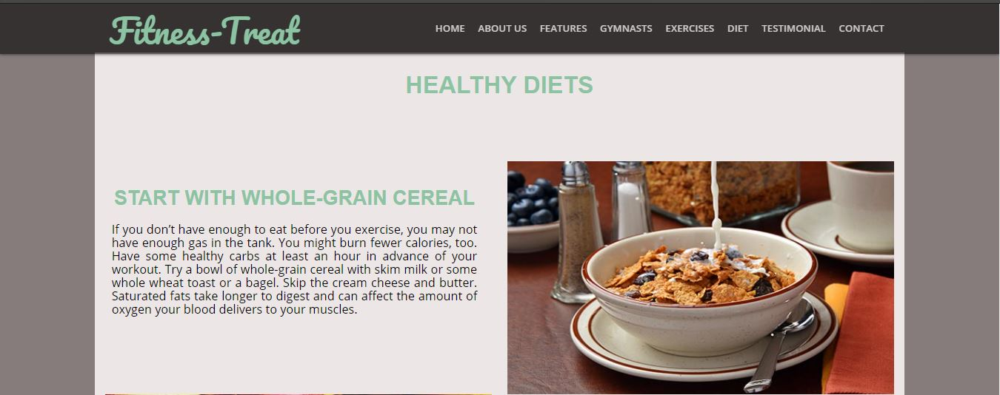 Fitness-Treat
HOME ABOUT US FEATURES GYMNASTS EXERCISES DIET TESTIMONIAL CONTACT
HEALTHY DIETS
START WITH WHOLE-GRAIN CEREAL
If you don’t have enough to eat before you exercise, you may not
have enough gas in the tank. You might burn fewer calories, too.
Have some healthy carbs at least an hour in advance of your
workout. Try a bowl of whole-grain cereal with skim milk or some
whole wheat toast or a bagel. Skip the cream cheese and butter.
Saturated fats take longer to digest and can affect the amount of
oxygen your blood delivers to your muscles.